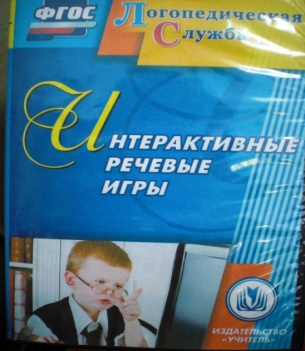 ФГОС
Логопедическая
Служба
Интерактивные
речевые
игры
ИЗДАТЕЛЬСТВО
«УЧИТЕЛЬ»